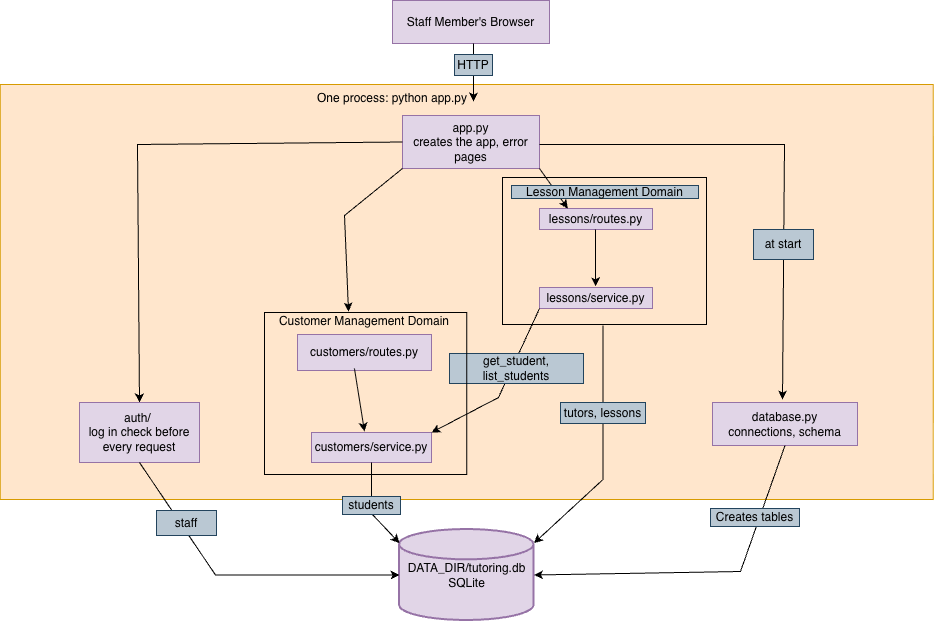 Staff Member's Browser
HTTP
One process: python app.py
app.py
creates the app, error
pages
Lesson Management Domain
lessons/routes.py
at start
lessons/service.py
Customer Management Domain
customers/routes.py
get_student,
list_students
auth/
log in check before
every request
customers/service.py
tutors, lessons
database.py
connections, schema
students
staff
Creates tables
DATA_DIR/tutoring.db
SQLite